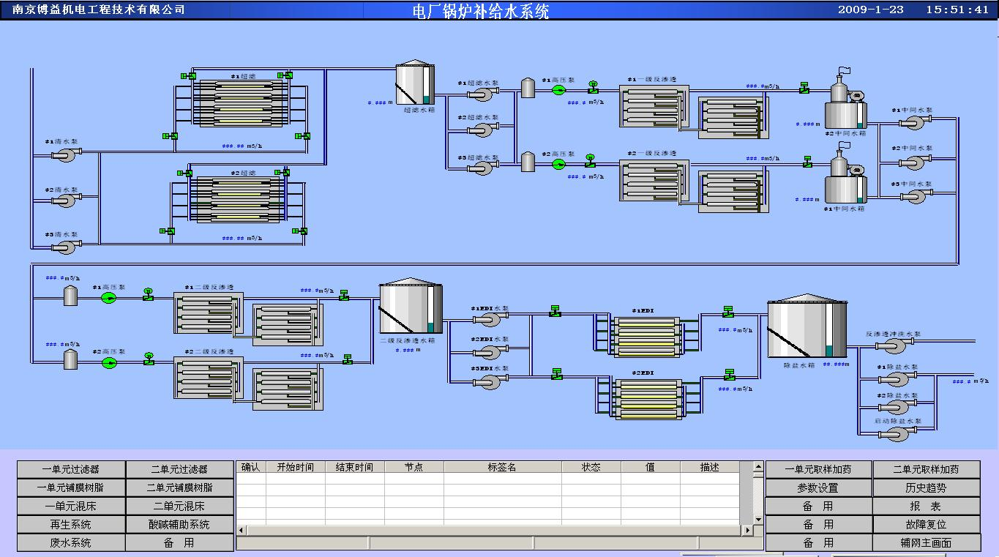 南京博益机电工程技术有限公司
电厂锅炉补给水系统
2009-1-23 15:51:41
#1超滤
#1清水泵
###.## m3/h
#2超滤
#2清水泵
#3清水泵
###.## m3/h
#.### m
超滤水箱
#1超滤水泵
#2超滤水泵
#3超滤水泵
#1高压泵
###.# m3/h
#2高压泵
###.# m3/h
#1一级反渗透
###.#m3/h
#2一级反渗透
###.#m3/h
#.### m
#2中间水箱
#.### m
#1中间水箱
#1中间水泵
#2中间水泵
#3中间水泵
###.#m3/h
#1高压泵
###.#m3/h
#2高压泵
#1二级反渗透
###.#m3/h
#2二级反渗透
###.#m3/h
二级反渗透水箱
#.### m
#1EDI水泵
#2EDI水泵
#3EDI水泵
#1EDI
###.# m3/h
#2EDI
###.# m3/h
除盐水箱 ##.###m
反渗透冲洗水泵
#1除盐水泵
###.# m3/h
#2除盐水泵
启动除盐水泵
一单元过滤器 二单元过滤器
一单元铺膜树脂 二单元铺膜树脂
一单元混床 二单元混床
再生系统 酸碱辅助系统
废水系统 备 用
确认 开始时间 结束时间 节点 标签名 状态 值 描述
一单元取样加药 二单元取样加药
参数设置 历史趋势
备 用 报 表
备 用 故障复位
备 用 辅网主画面